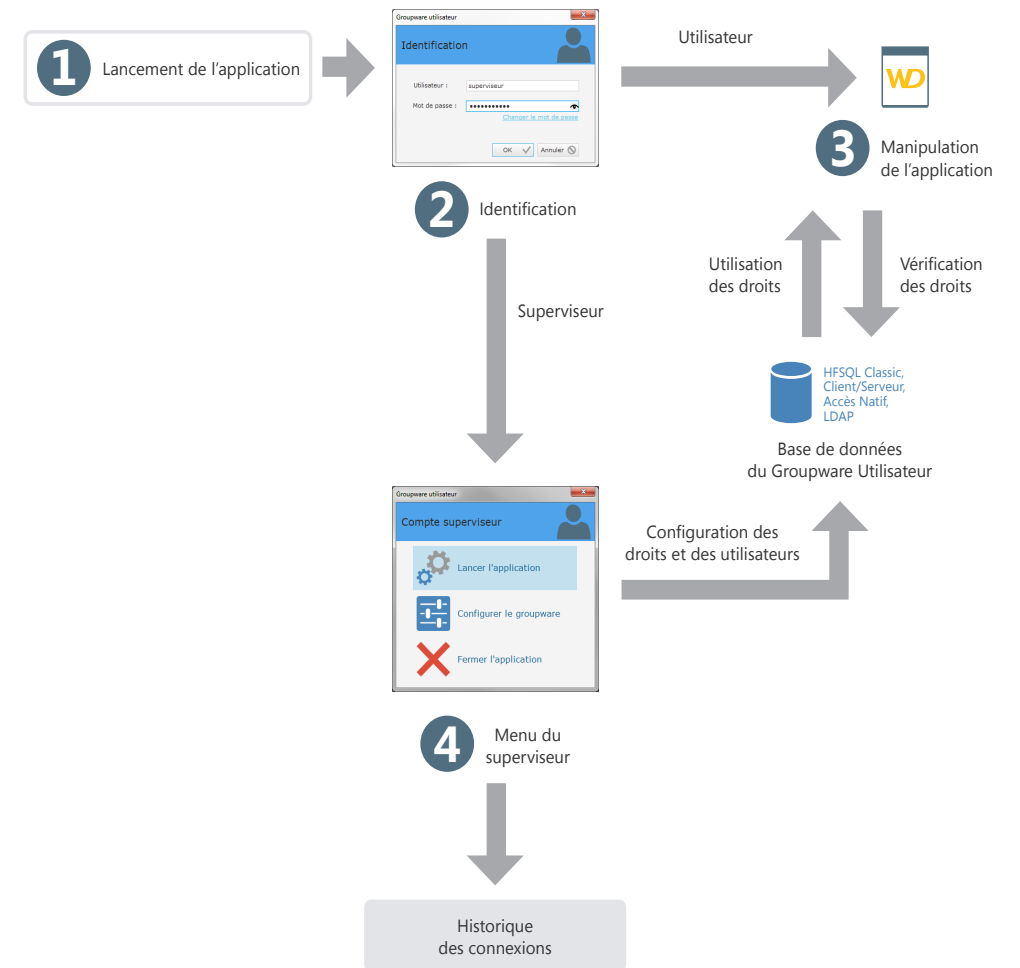 1
Lancement de l'application
Groupware utilisateur
Identification
Utilisateur :
superviseur
Mot de passe :
•••••••••••
Changer le mot de passe
OK
Annuler
2
Identification
Utilisateur
WD
3
Manipulation
de l'application
Utilisation
des droits
Vérification
des droits
Superviseur
HFSQL Classic,
Client/Serveur,
Accès Natif,
LDAP
Base de données
du Groupware Utilisateur
Groupware utilisateur
Compte superviseur
Lancer l'application
Configurer le groupware
Fermer l'application
Configuration des
droits et des utilisateurs
4
Menu du
superviseur
Historique
des connexions